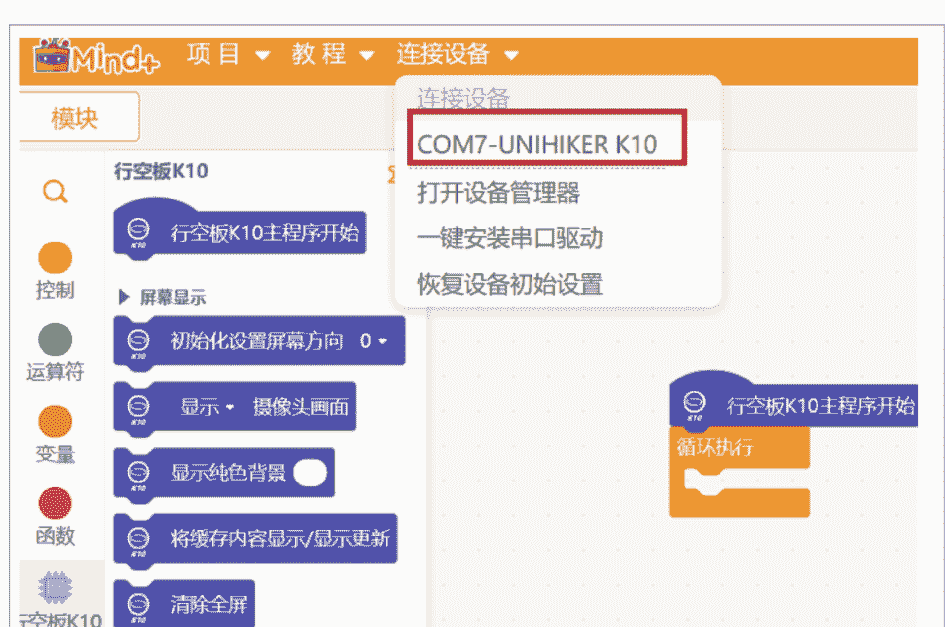 Mind+ 项目 教程 连接设备
连接设备
COM7-UNIHIKER K10
打开设备管理器
一键安装串口驱动
恢复设备初始设置
模块
控制
运算符
变量
函数
行空板K10
行空板K10
行空板K10主程序开始
屏幕显示
初始化设置屏幕方向 0
显示 摄像头画面
显示纯色背景
将缓存内容显示/显示更新
清除全屏
行空板K10主程序开始
循环执行